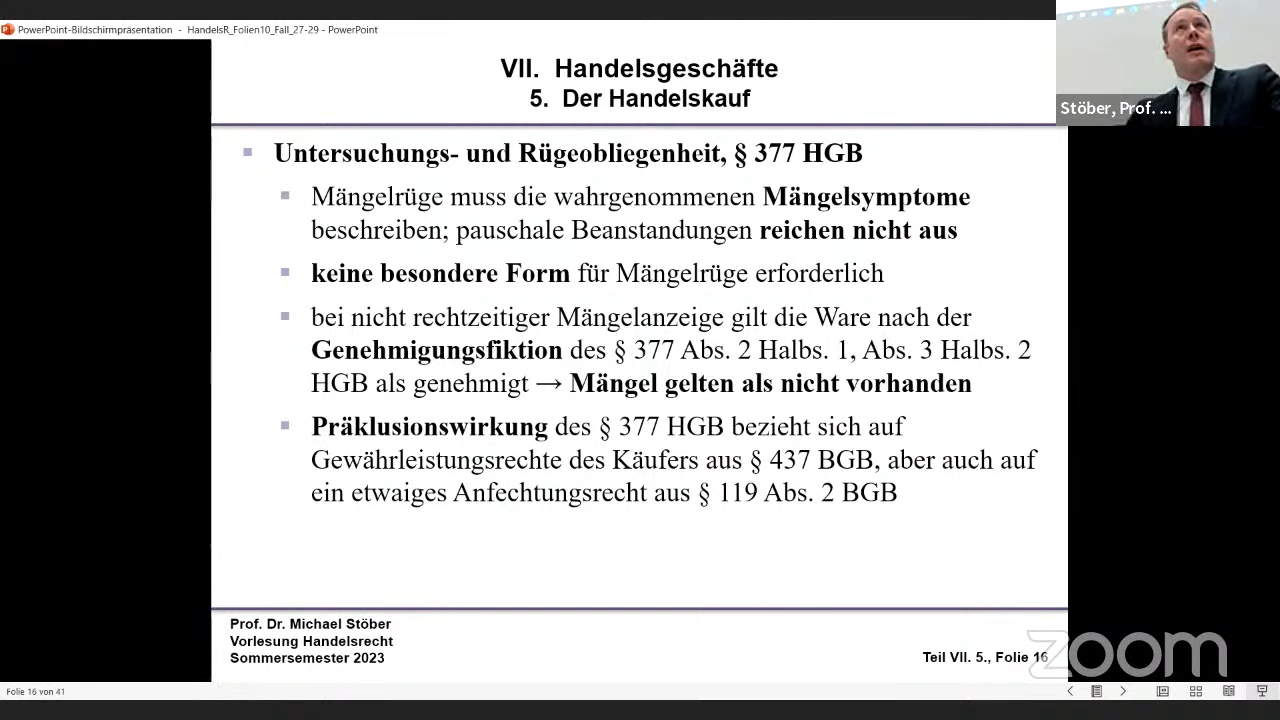 PowerPoint-Bildschirmpräsentation - HandelsR_Folien10_Fall_27-29 - PowerPoint
VII. Handelsgeschäfte
5. Der Handelskauf
Stöber, Prof. ...
Untersuchungs- und Rügeobliegenheit, § 377 HGB
Mängelrüge muss die wahrgenommenen Mängelsymptome
beschreiben; pauschale Beanstandungen reichen nicht aus
keine besondere Form für Mängelrüge erforderlich
bei nicht rechtzeitiger Mängelanzeige gilt die Ware nach der
Genehmigungsfiktion des § 377 Abs. 2 Halbs. 1, Abs. 3 Halbs. 2
HGB als genehmigt → Mängel gelten als nicht vorhanden
Präklusionswirkung des § 377 HGB bezieht sich auf
Gewährleistungsrechte des Käufers aus § 437 BGB, aber auch auf
ein etwaiges Anfechtungsrecht aus § 119 Abs. 2 BGB
Prof. Dr. Michael Stöber
Vorlesung Handelsrecht
Sommersemester 2023
Teil VII. 5., Folie 16
zoom
Folie 16 von 41